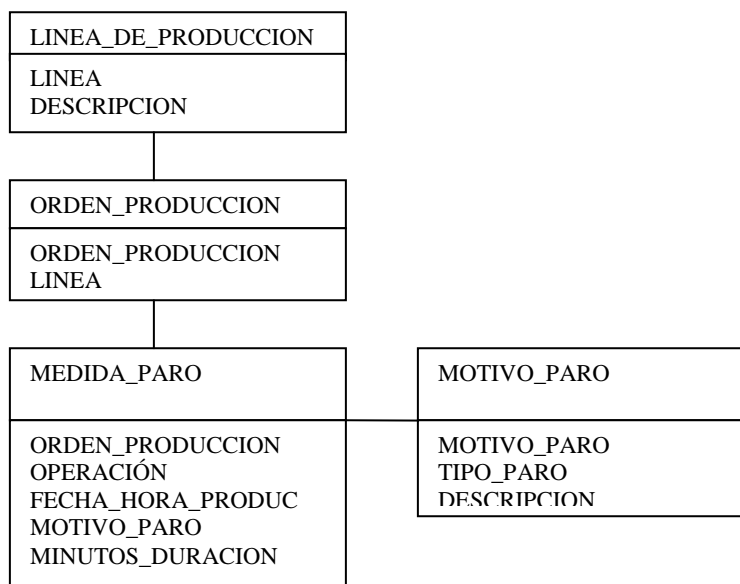 LINEA_DE_PRODUCCION
LINEA
DESCRIPCION
ORDEN_PRODUCCION
ORDEN_PRODUCCION
LINEA
MEDIDA_PARO
ORDEN_PRODUCCION
OPERACIÓN
FECHA_HORA_PRODUC
MOTIVO_PARO
MINUTOS_DURACION
MOTIVO_PARO
MOTIVO_PARO
TIPO_PARO
DESCRIPCION